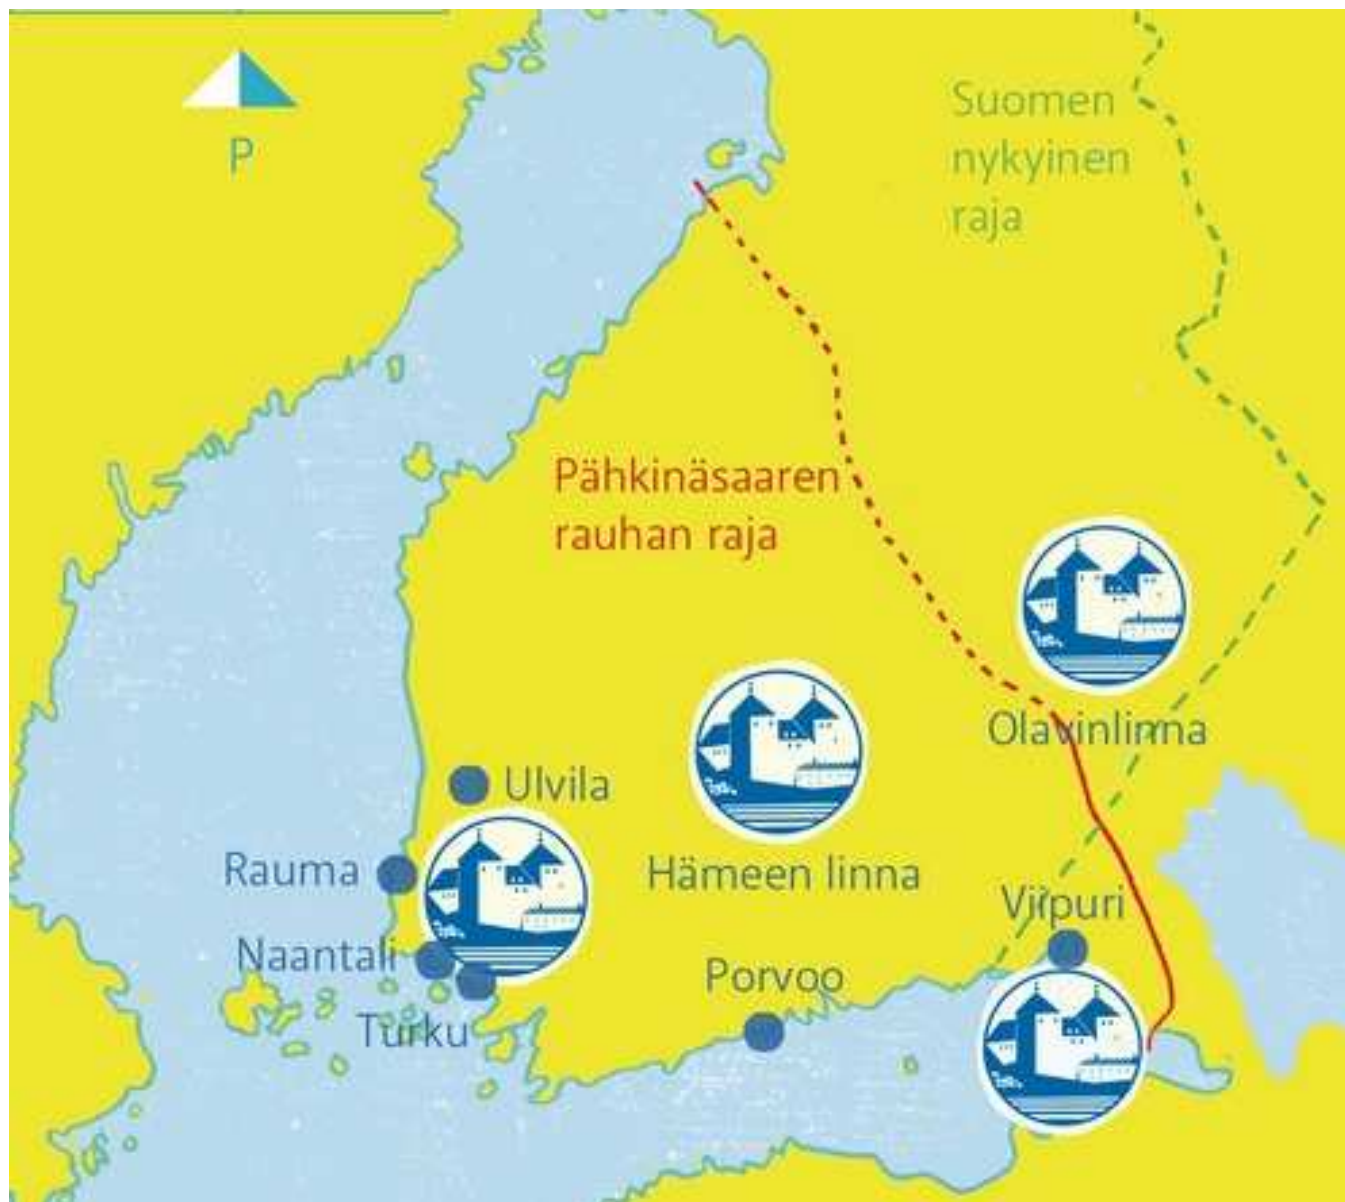 P
Suomen
nykyinen
raja
Pähkinäsaaren
rauhan raja
Olavinlinna
Ulvila
Rauma
Hämeen linna
Viipuri
Naantali
Porvoo
Turku